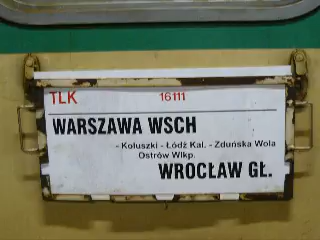 TLK 16111
WARSZAWA WSCH
- Koluszki - Łódź Kal. - Zduńska Wola
Ostrów Wlkp.
WROCŁAW GŁ.